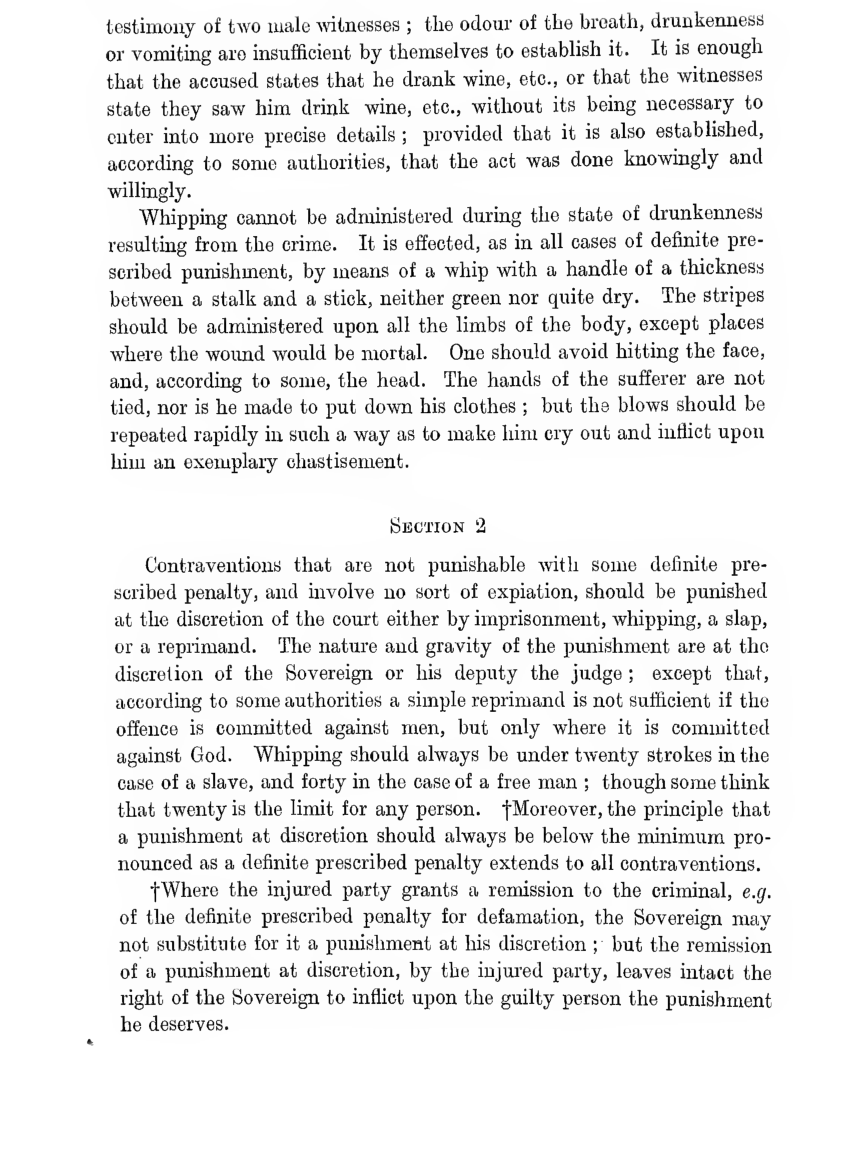 testimony of two male witnesses ; the odour of the breath, drunkenness
or vomiting are insufficient by themselves to establish it. It is enough
that the accused states that he drank wine, etc., or that the witnesses
state they saw him drink wine, etc., without its being necessary to
enter into more precise details ; provided that it is also established,
according to some authorities, that the act was done knowingly and
willingly.
Whipping cannot be administered during the state of drunkenness
resulting from the crime. It is effected, as in all cases of definite pre-
scribed punishment, by means of a whip with a handle of a thickness
between a stalk and a stick, neither green nor quite dry. The stripes
should be administered upon all the limbs of the body, except places
where the wound would be mortal. One should avoid hitting the face,
and, according to some, the head. The hands of the sufferer are not
tied, nor is he made to put down his clothes ; but the blows should be
repeated rapidly in such a way as to make him cry out and inflict upon
him an exemplary chastisement.
SECTION 2
Contraventions that are not punishable with some definite pre-
scribed penalty, and involve no sort of expiation, should be punished
at the discretion of the court either by imprisonment, whipping, a slap,
or a reprimand. The nature and gravity of the punishment are at the
discretion of the Sovereign or his deputy the judge ; except that,
according to some authorities a simple reprimand is not sufficient if the
offence is committed against men, but only where it is committed
against God. Whipping should always be under twenty strokes in the
case of a slave, and forty in the case of a free man ; though some think
that twenty is the limit for any person. †Moreover, the principle that
a punishment at discretion should always be below the minimum pro-
nounced as a definite prescribed penalty extends to all contraventions.
†Where the injured party grants a remission to the criminal, e.g.
of the definite prescribed penalty for defamation, the Sovereign may
not substitute for it a punishment at his discretion ; but the remission
of a punishment at discretion, by the injured party, leaves intact the
right of the Sovereign to inflict upon the guilty person the punishment
he deserves.